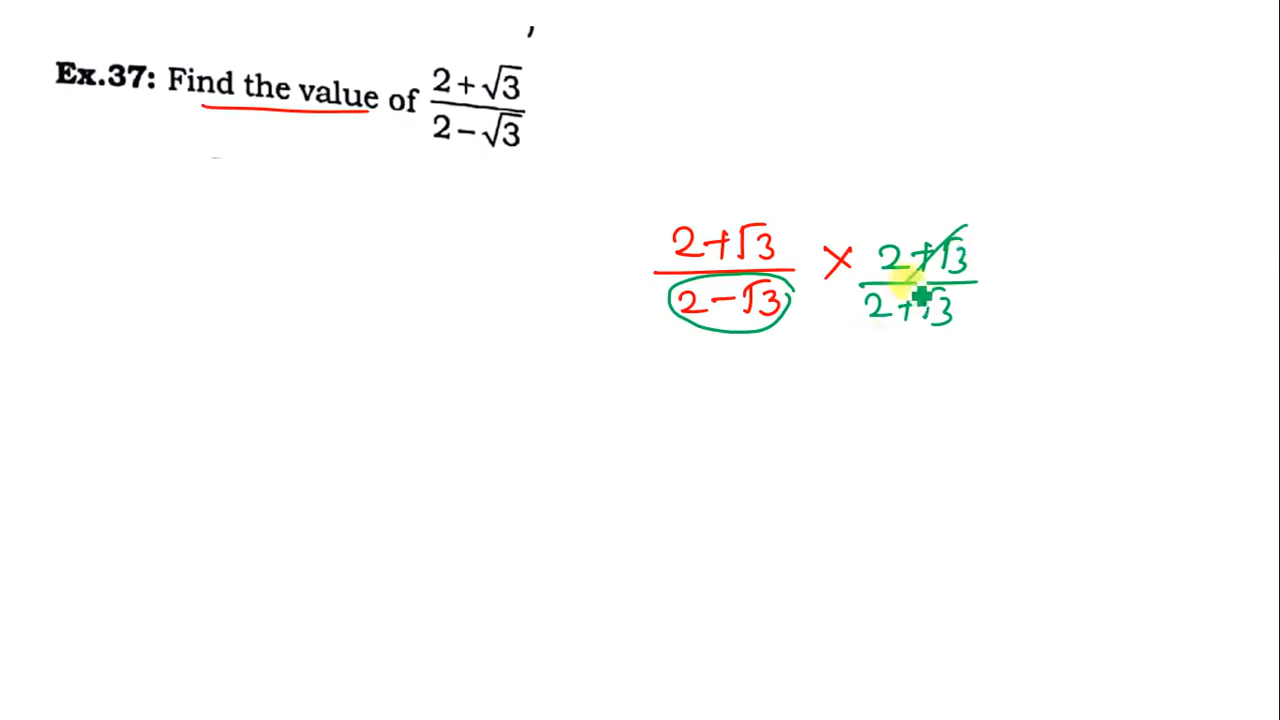 Ex.37: Find the value of (2 + √3)/(2 − √3)
(2+√3)/(2−√3) × (2+√3)/(2+√3)